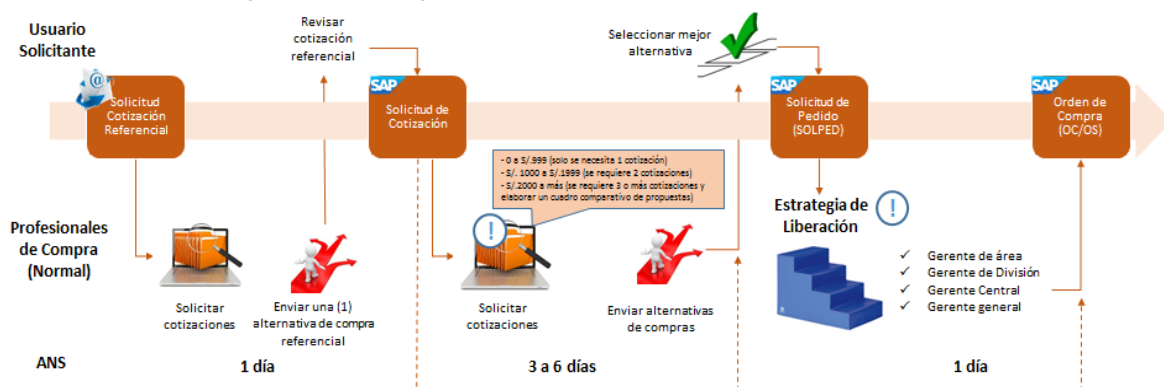 Usuario
Solicitante
Revisar
cotización
referencial
Seleccionar mejor
alternativa
@
Solicitud
Cotización
Referencial
SAP
Solicitud de
Cotización
SAP
Solicitud de
Pedido
(SOLPED)
SAP
Orden de
Compra
(OC/OS)
- 0 a S/.999 (solo se necesita 1 cotización)
- S/. 1000 a S/.1999 (se requiere 2 cotizaciones)
- S/.2000 a más (se requiere 3 o más cotizaciones y
elaborar un cuadro comparativo de propuestas)
Profesionales
de Compra
(Normal)
Solicitar
cotizaciones
Enviar una (1)
alternativa de compra
referencial
!
Solicitar
cotizaciones
Enviar alternativas
de compras
Estrategia de
Liberación
!
✓ Gerente de área
✓ Gerente de División
✓ Gerente Central
✓ Gerente general
ANS
1 día
3 a 6 días
1 día